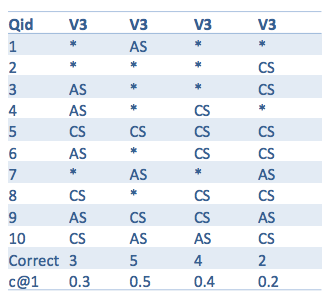 Qid V3 V3 V3 V3
1 * AS * *
2 * * * CS
3 AS * * CS
4 AS * CS *
5 CS CS CS CS
6 AS * CS CS
7 * AS * AS
8 CS * CS CS
9 AS CS AS CS
10 CS AS AS CS
Correct 3 5 4 2
c@1 0.3 0.5 0.4 0.2